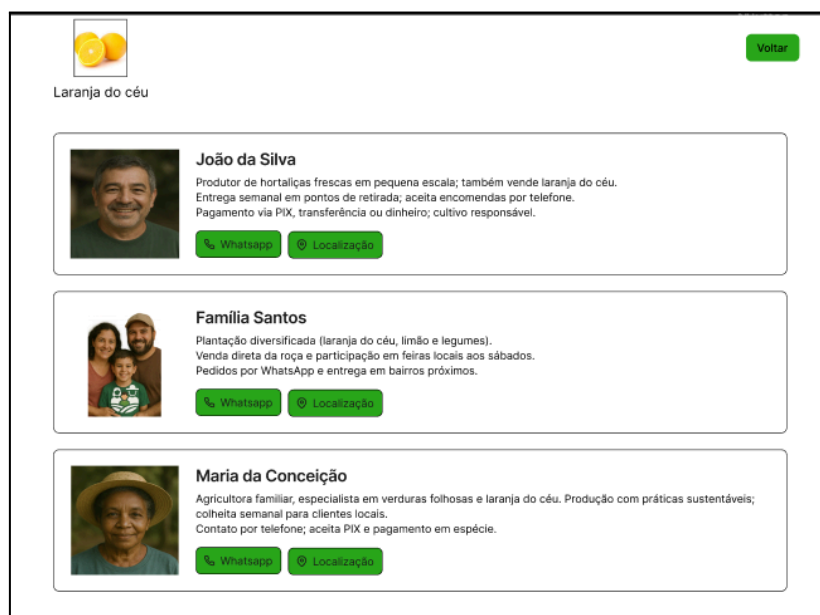 Voltar
Laranja do céu
João da Silva
Produtor de hortaliças frescas em pequena escala; também vende laranja do céu.
Entrega semanal em pontos de retirada; aceita encomendas por telefone.
Pagamento via PIX, transferência ou dinheiro; cultivo responsável.
Whatsapp Localização
Família Santos
Plantação diversificada (laranja do céu, limão e legumes).
Venda direta da roça e participação em feiras locais aos sábados.
Pedidos por WhatsApp e entrega em bairros próximos.
Whatsapp Localização
Maria da Conceição
Agricultora familiar, especialista em verduras folhosas e laranja do céu. Produção com práticas sustentáveis;
colheita semanal para clientes locais.
Contato por telefone; aceita PIX e pagamento em espécie.
Whatsapp Localização